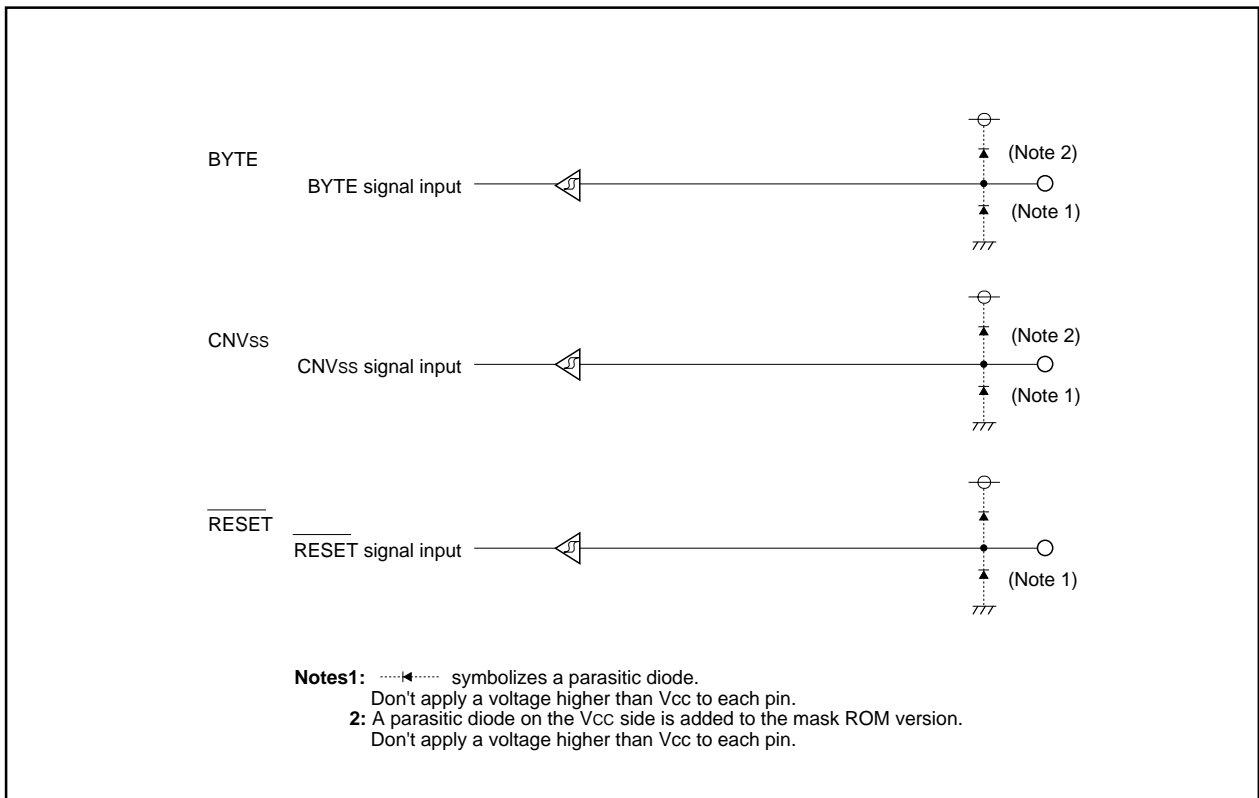 BYTE
BYTE signal input
(Note 2)
(Note 1)
CNVss
CNVss signal input
(Note 2)
(Note 1)
RESET
RESET signal input
(Note 1)
Notes1: symbolizes a parasitic diode.
Don't apply a voltage higher than Vcc to each pin.
2: A parasitic diode on the VCC side is added to the mask ROM version.
Don't apply a voltage higher than Vcc to each pin.